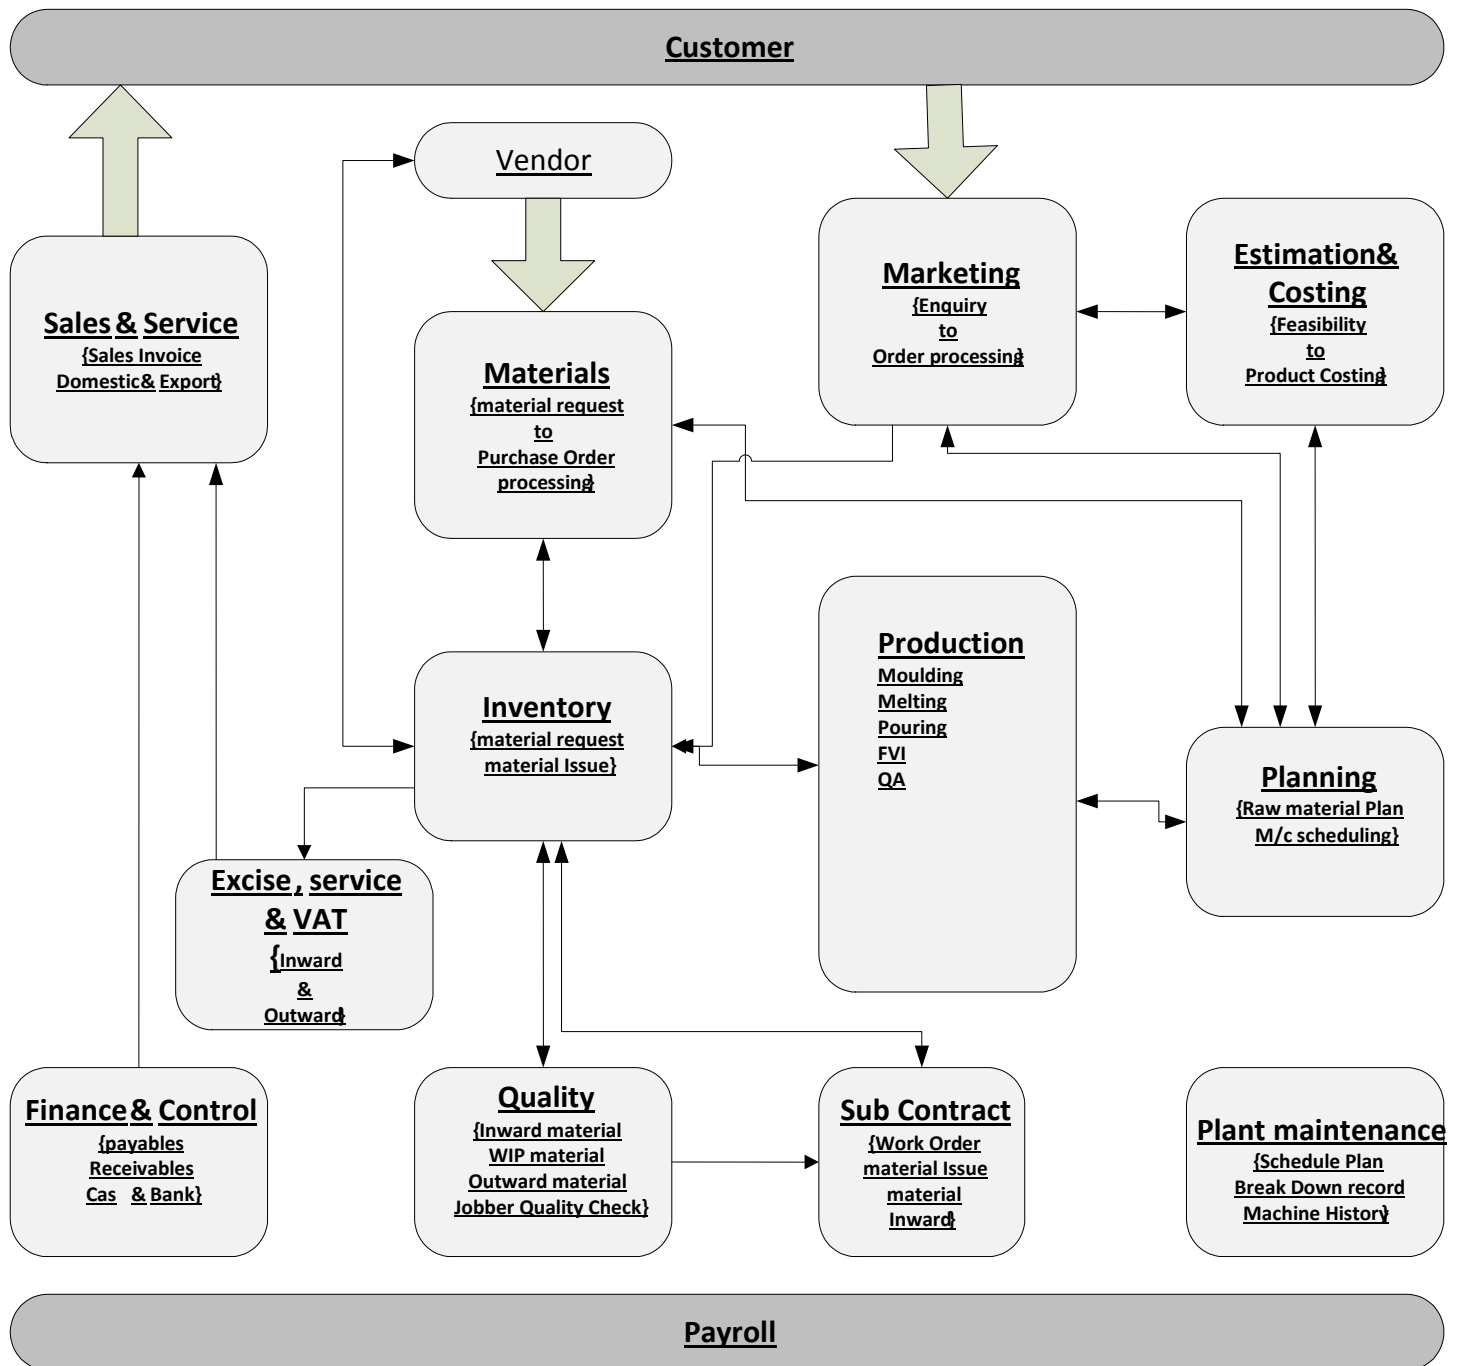 Customer
Vendor
Sales & Service
{Sales Invoice
Domestic & Export}
Materials
{material request
to
Purchase Order
processing}
Marketing
{Enquiry
to
Order processing}
Estimation&
Costing
{Feasibility
to
Product Costing}
Inventory
{material request
material Issue}
Production
Moulding
Melting
Pouring
FVI
QA
Planning
{Raw material Plan
M/c scheduling}
Excise, service
& VAT
{Inward
&
Outward}
Finance & Control
{payables
Receivables
Cas & Bank}
Quality
{Inward material
WIP material
Outward material
Jobber Quality Check}
Sub Contract
{Work Order
material Issue
material
Inward}
Plant maintenance
{Schedule Plan
Break Down record
Machine History}
Payroll